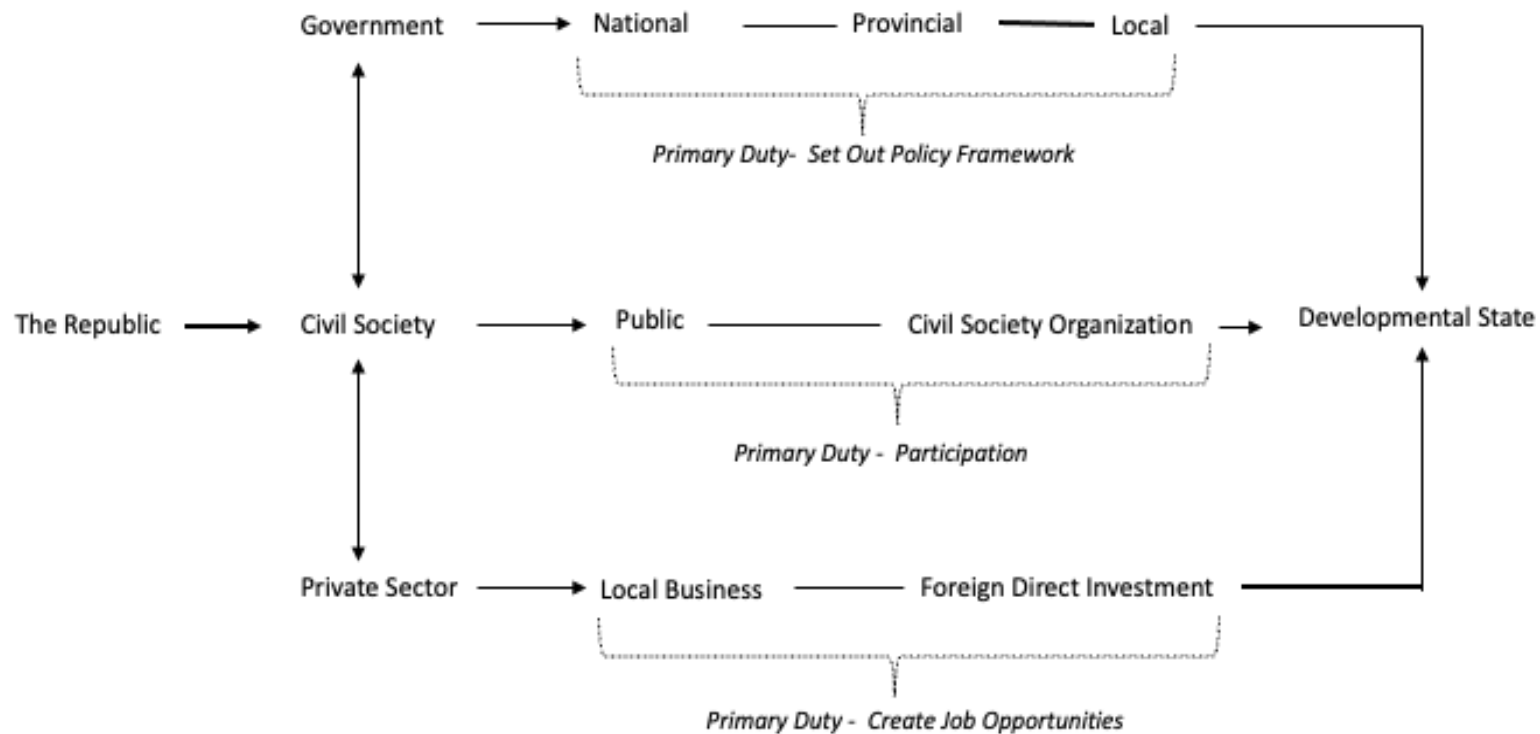 Government
National
Provincial
Local
Primary Duty-  Set Out Policy Framework
The Republic
Civil Society
Public
Civil Society Organization
Developmental State
Primary Duty -  Participation
Private Sector
Local Business
Foreign Direct Investment
Primary Duty -  Create Job Opportunities